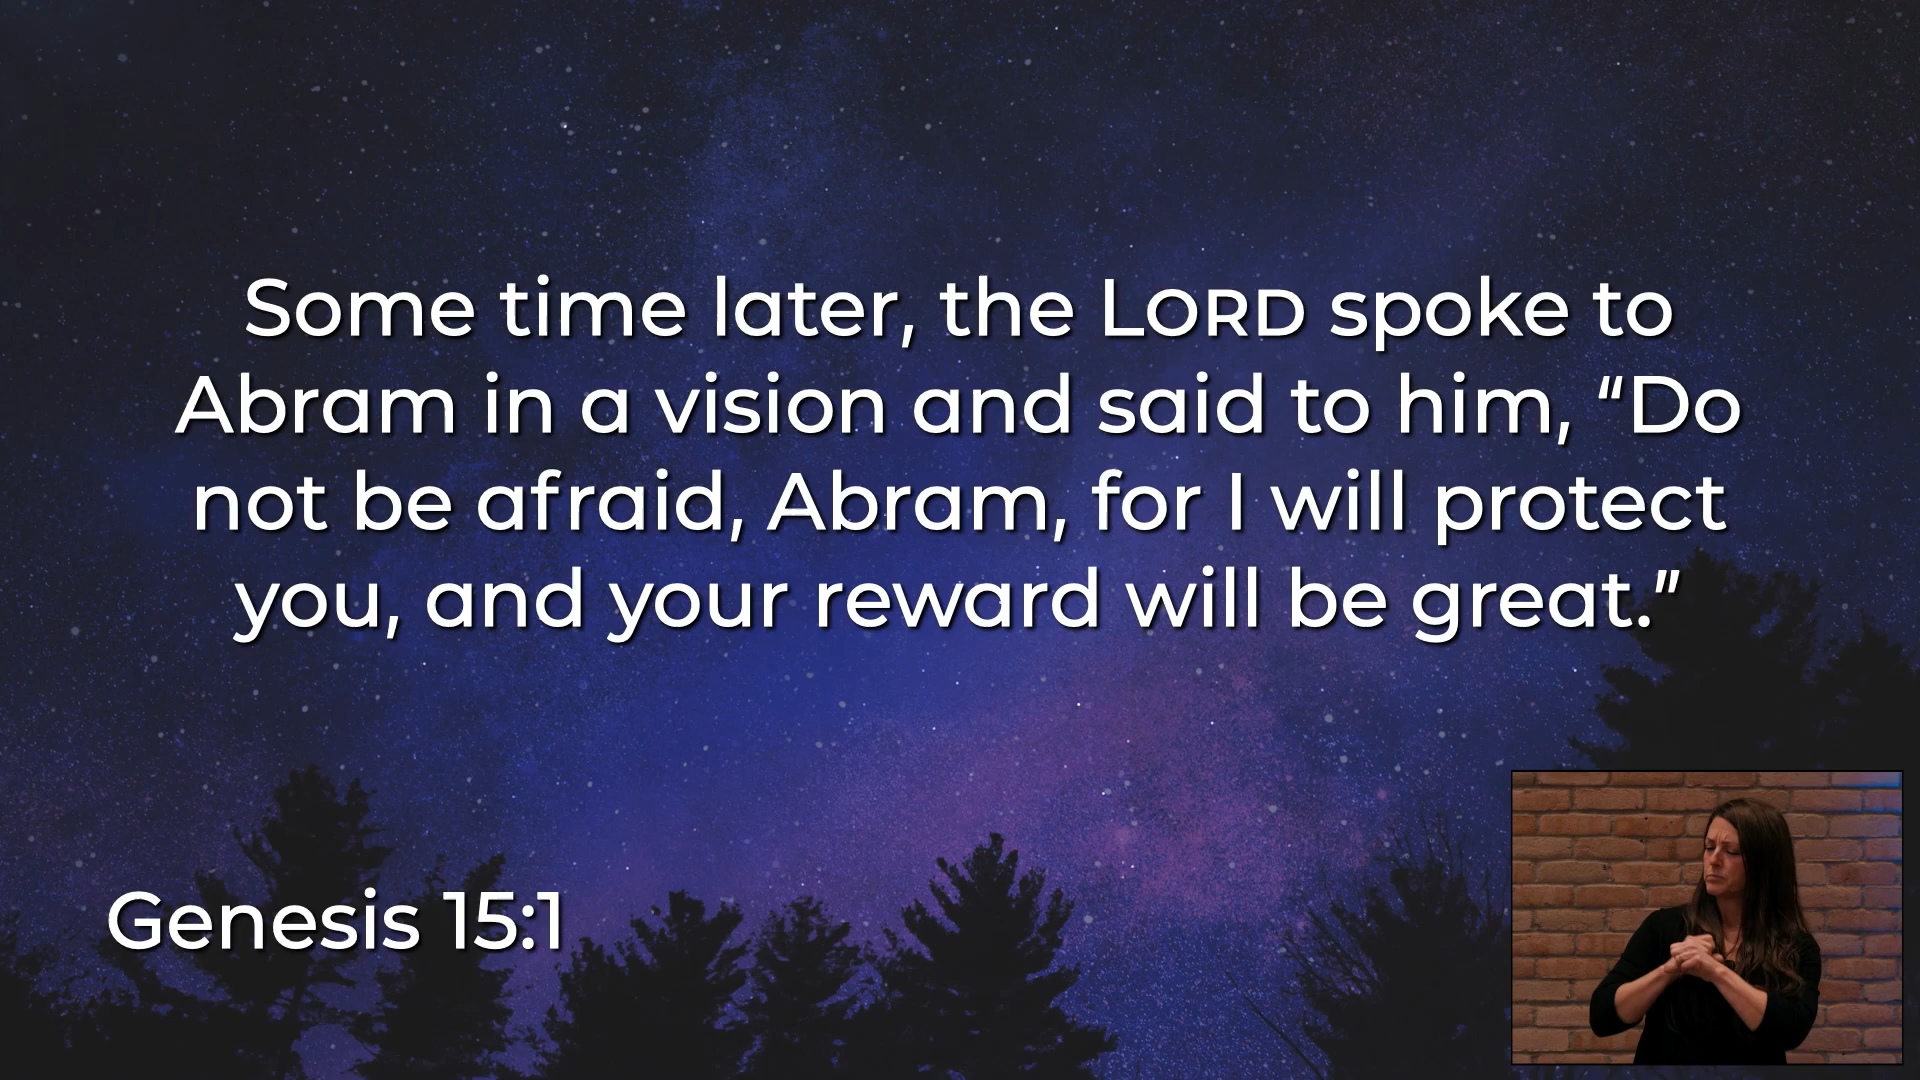 Some time later, the LORD spoke to
Abram in a vision and said to him, “Do
not be afraid, Abram, for I will protect
you, and your reward will be great.”
Genesis 15:1